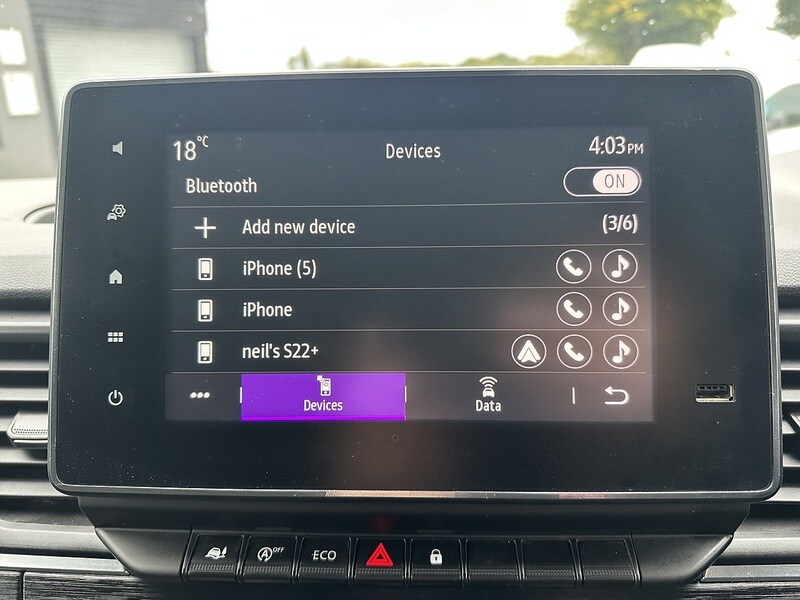 18°C Devices 4:03PM
Bluetooth ON
Add new device (3/6)
iPhone (5)
iPhone
neil's S22+
Devices Data
A OFF ECO